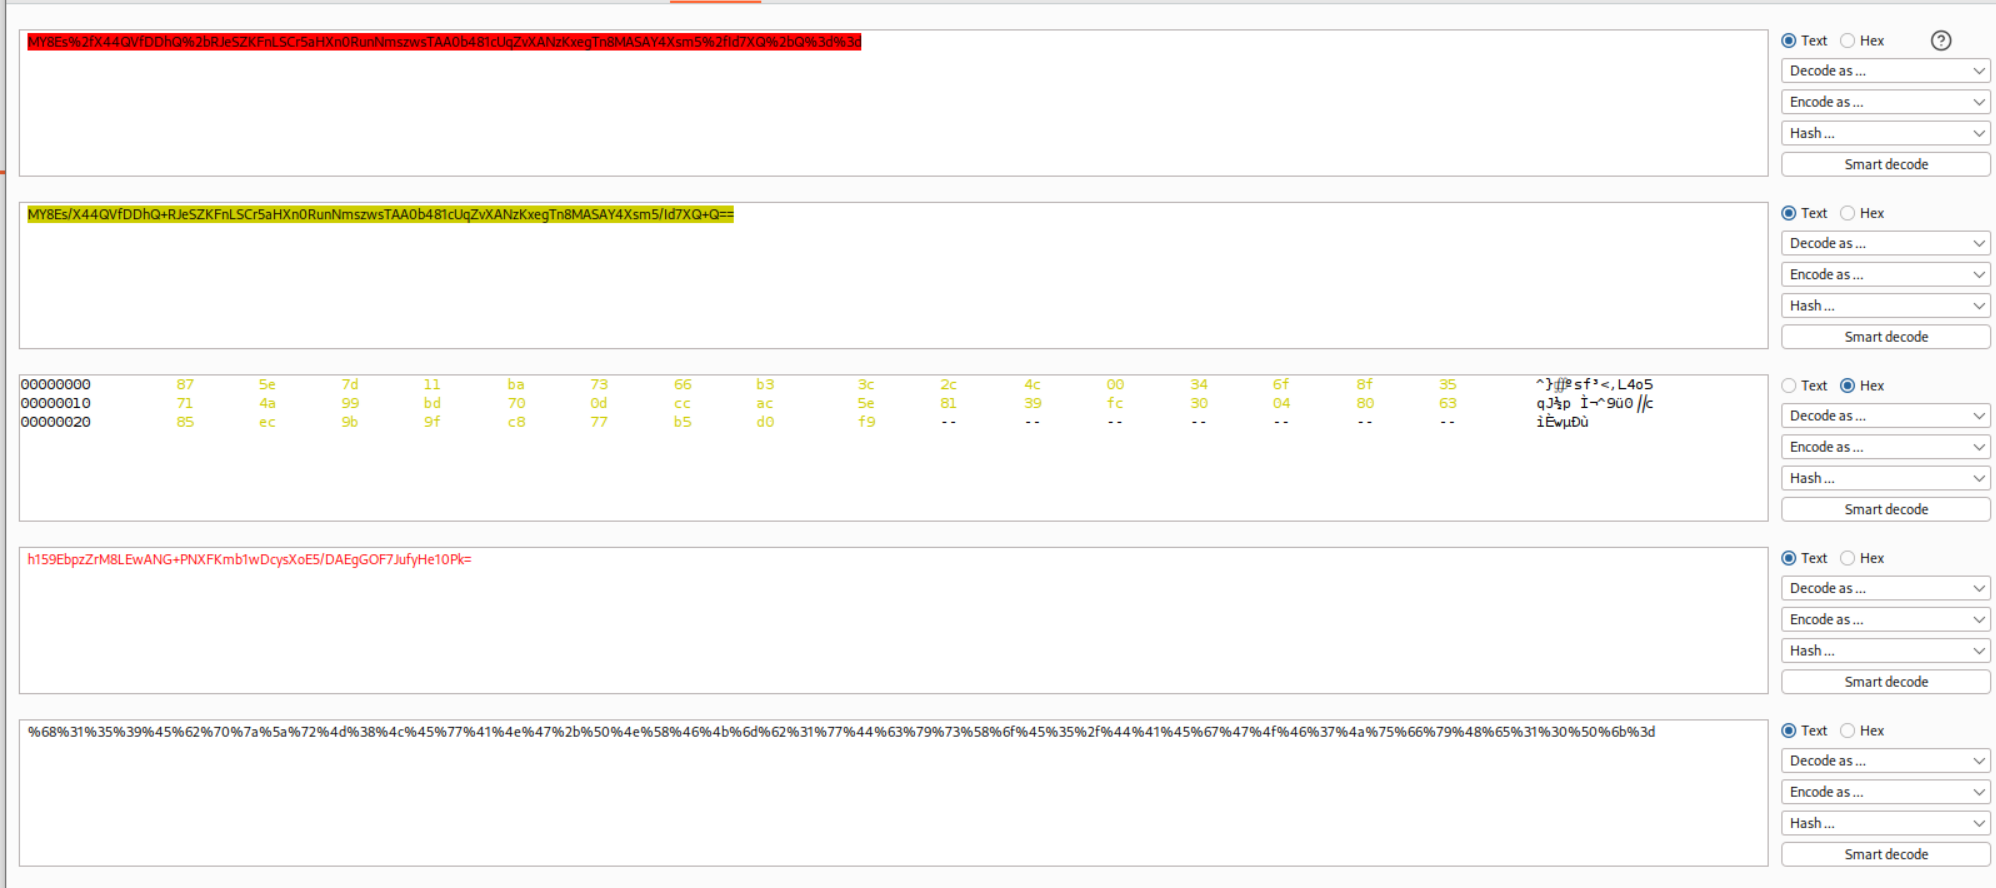 MY8Es%2fX44QVfDDhQ%2bRJeSZKFnLSCr5aHXn0RunNmszwsTAA0b481cUqZvXANzKxegTn8MASAY4Xsm5%2fId7XQ%2bQ%3d%3d
Text Hex
Decode as ...
Encode as ...
Hash ...
Smart decode
MY8Es/X44QVfDDhQ+RJeSZKFnLSCr5aHXn0RunNmszwsTAA0b481cUqZvXANzKxegTn8MASAY4Xsm5/Id7XQ+Q==
Text Hex
Decode as ...
Encode as ...
Hash ...
Smart decode
00000000 87 5e 7d 11 ba 73 66 b3 3c 2c 4c 00 34 6f 8f 35 ^}ºsf³<,L4o5
00000010 71 4a 99 bd 70 0d cc ac 5e 81 39 fc 30 04 80 63 qJ½p Ì¬^9ü0c
00000020 85 ec 9b 9f c8 77 b5 d0 f9 -- -- -- -- -- -- -- ìÈwµÐù
Text Hex
Decode as ...
Encode as ...
Hash ...
Smart decode
h159EbpzZrM8LEwANG+PNXFKmb1wDcysXoE5/DAEgGOF7JufyHe10Pk=
Text Hex
Decode as ...
Encode as ...
Hash ...
Smart decode
%68%31%35%39%45%62%70%7a%5a%72%4d%38%4c%45%77%41%4e%47%2b%50%4e%58%46%4b%6d%62%31%77%44%63%79%73%58%6f%45%35%2f%44%41%45%67%47%4f%46%37%4a%75%66%79%48%65%31%30%50%6b%3d
Text Hex
Decode as ...
Encode as ...
Hash ...
Smart decode